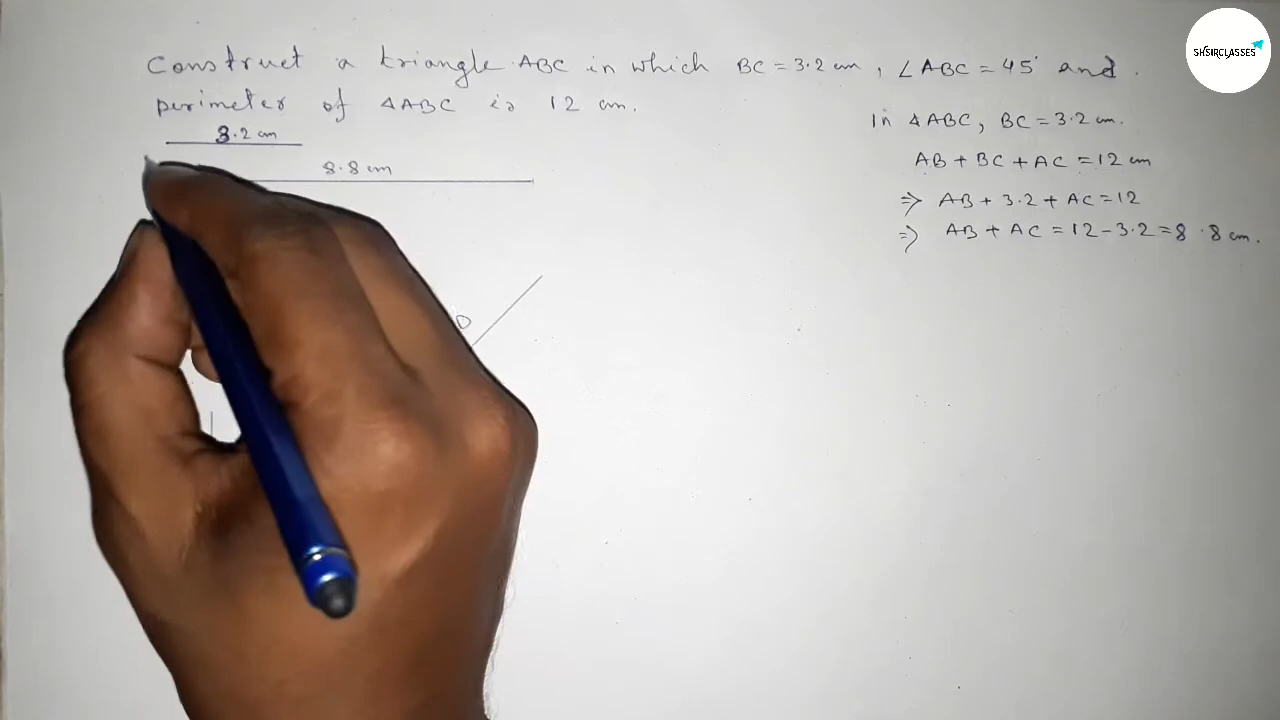 Construct a triangle ABC in which BC = 3.2 cm, ∠ABC = 45° and
perimeter of △ABC is 12 cm.
3.2 cm
8.8 cm
D
In △ABC, BC = 3.2 cm.
AB + BC + AC = 12 cm
⇒ AB + 3.2 + AC = 12
⇒ AB + AC = 12 - 3.2 = 8.8 cm.
SHSIRCLASSES